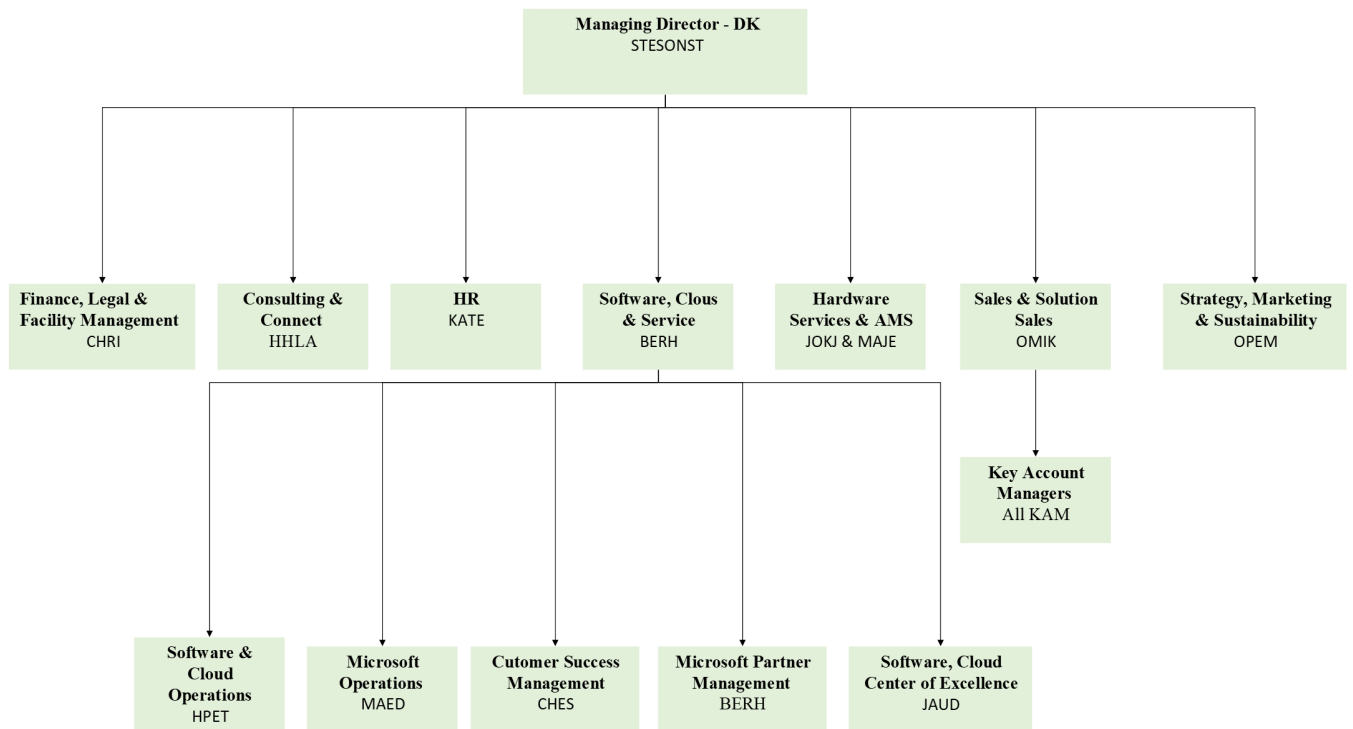 Managing Director - DK
STESONST
Finance, Legal &
Facility Management
CHRI
Consulting &
Connect
HHLA
HR
KATE
Software, Clous
& Service
BERH
Hardware
Services & AMS
JOKJ & MAJE
Sales & Solution
Sales
OMIK
Strategy, Marketing
& Sustainability
OPEM
Key Account
Managers
All KAM
Software &
Cloud
Operations
HPET
Microsoft
Operations
MAED
Cutomer Success
Management
CHES
Microsoft Partner
Management
BERH
Software, Cloud
Center of Excellence
JAUD